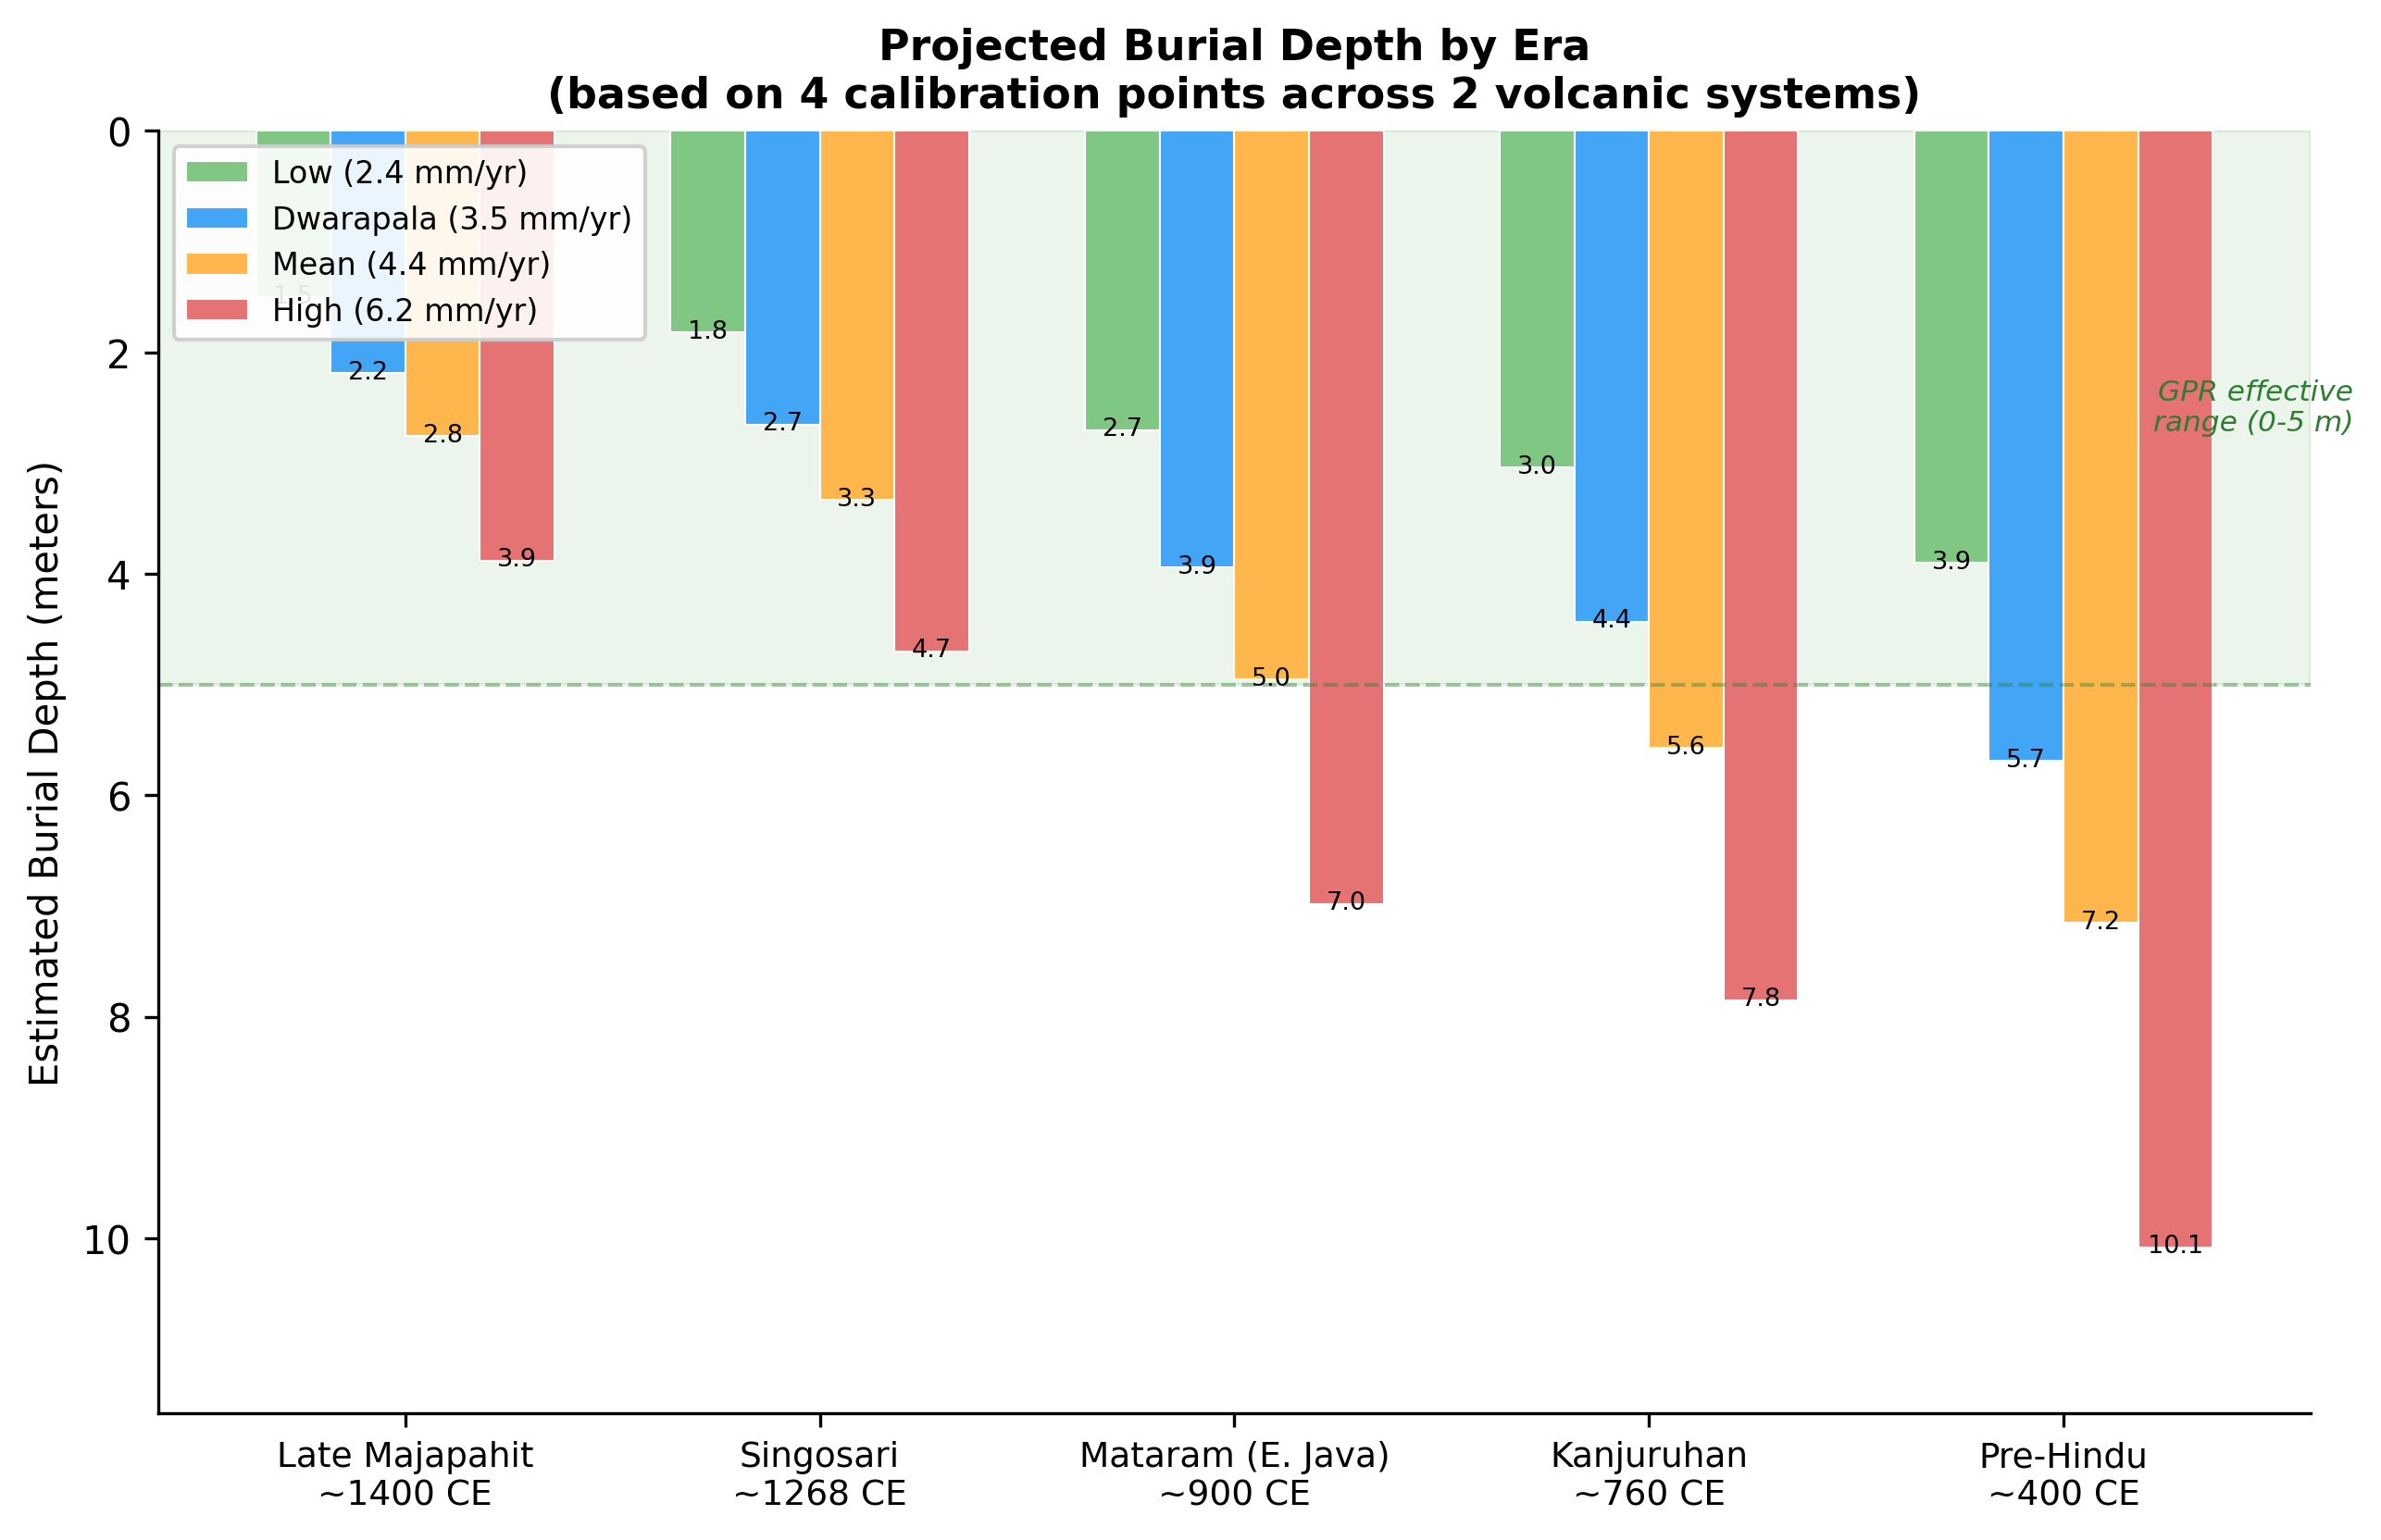 Projected Burial Depth by Era
(based on 4 calibration points across 2 volcanic systems)
Estimated Burial Depth (meters)
0
2
4
6
8
10
Low (2.4 mm/yr)
Dwarapala (3.5 mm/yr)
Mean (4.4 mm/yr)
High (6.2 mm/yr)
1.5
2.2
2.8
3.9
1.8
2.7
3.3
4.7
2.7
3.9
5.0
7.0
3.0
4.4
5.6
7.8
3.9
5.7
7.2
10.1
GPR effective
range (0-5 m)
Late Majapahit
~1400 CE
Singosari
~1268 CE
Mataram (E. Java)
~900 CE
Kanjuruhan
~760 CE
Pre-Hindu
~400 CE